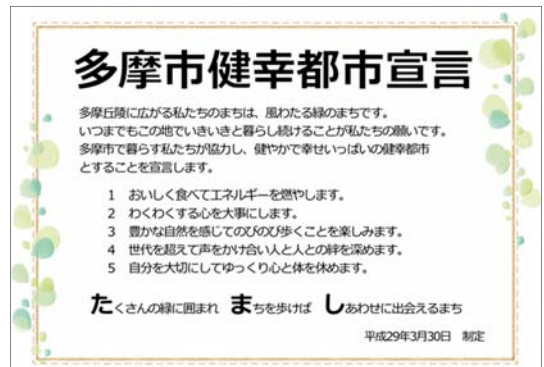 多摩市健幸都市宣言
多摩丘陵に広がる私たちのまちは、風わたる緑のまちです。
いつまでもこの地でいきいきと暮らし続けることが私たちの願いです。
多摩市で暮らす私たちが協力し、健やかで幸せいっぱいの健幸都市
とすることを宣言します。
1 おいしく食べてエネルギーを燃やします。
2 わくわくする心を大事にします。
3 豊かな自然を感じてのびのび歩くことを楽しみます。
4 世代を超えて声をかけ合い人と人との絆を深めます。
5 自分を大切にしてゆっくり心と体を休めます。
たくさんの緑に囲まれ まちを歩けば しあわせに出会えるまち
平成29年3月30日 制定